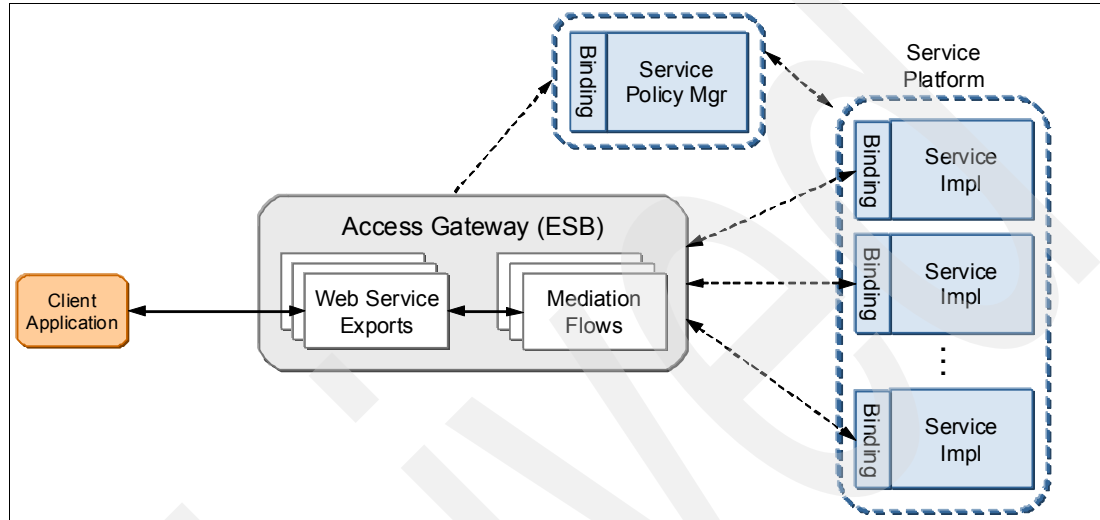 Binding
Service
Policy Mgr
Service
Platform
Binding
Service
Impl
Access Gateway (ESB)
Binding
Service
Impl
Client
Application
Web Service
Exports
Mediation
Flows
...
Binding
Service
Impl